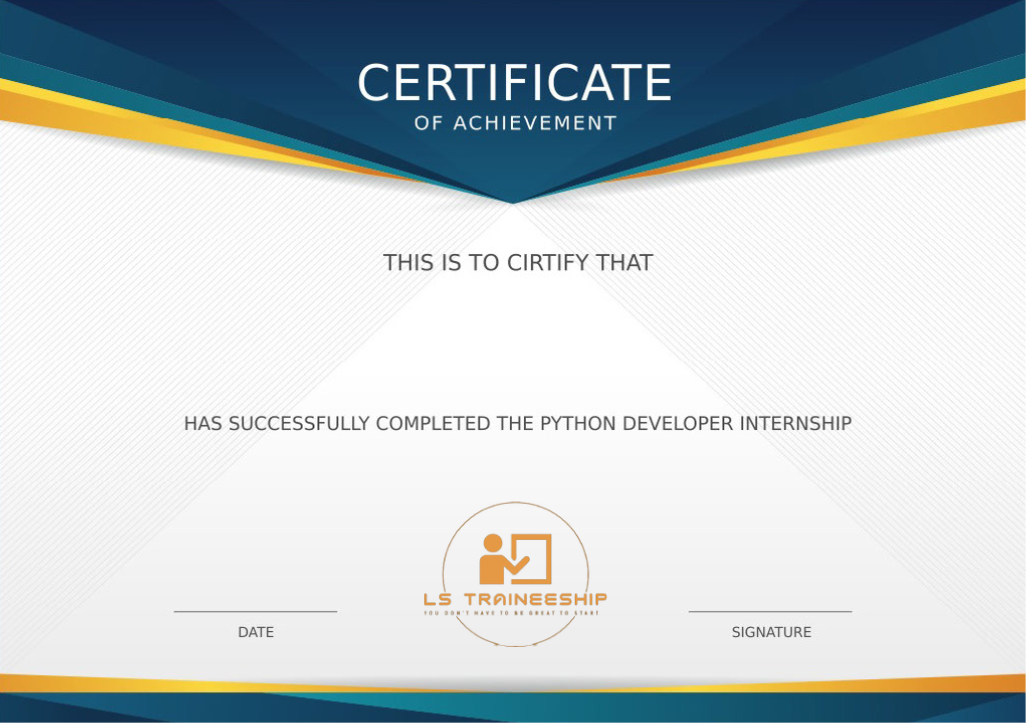 CERTIFICATE
OF ACHIEVEMENT
THIS IS TO CIRTIFY THAT
HAS SUCCESSFULLY COMPLETED THE PYTHON DEVELOPER INTERNSHIP
LS TRAINEESHIP
YOU DON'T HAVE TO BE GREAT TO START
DATE
SIGNATURE